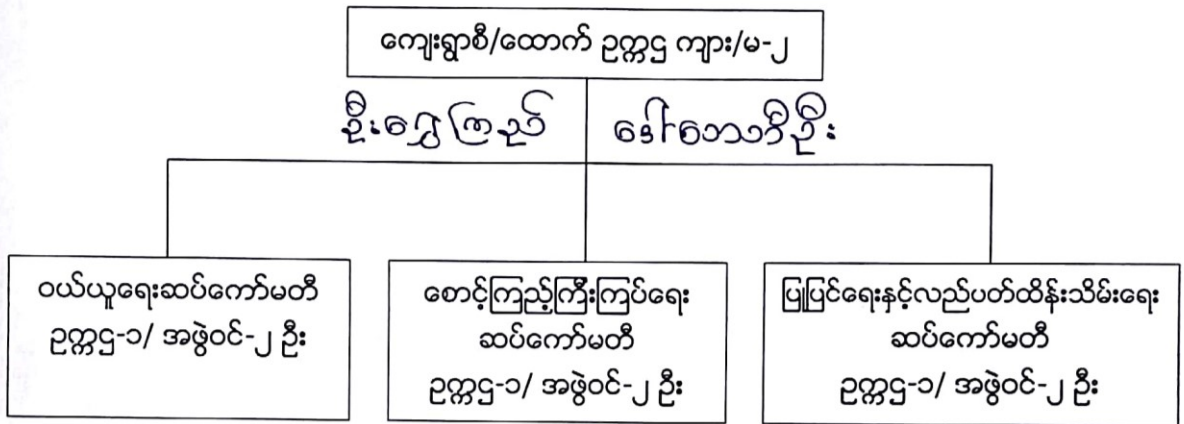 ကျေးရွာစီ/ထောက် ဥက္ကဋ္ဌ ကျား/မ-၂
ဦးရွှေကြည် ဒေါ်ဘေဘီဦး
ဝယ်ယူရေးဆပ်ကော်မတီ
ဥက္ကဋ္ဌ-၁/ အဖွဲ့ဝင်-၂ ဦး
စောင့်ကြည့်ကြီးကြပ်ရေး
ဆပ်ကော်မတီ
ဥက္ကဋ္ဌ-၁/ အဖွဲ့ဝင်-၂ ဦး
ပြုပြင်ရေးနှင့်လည်ပတ်ထိန်းသိမ်းရေး
ဆပ်ကော်မတီ
ဥက္ကဋ္ဌ-၁/ အဖွဲ့ဝင်-၂ ဦး